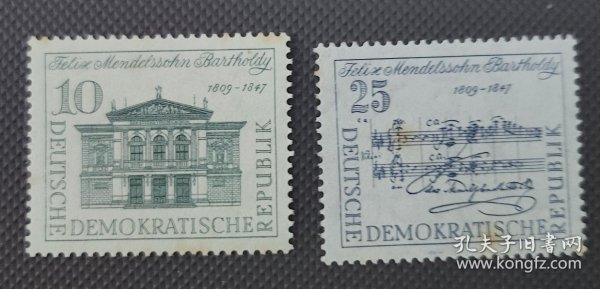 Felix Mendelssohn Bartholdy
10
1809-1847
DEUTSCHE
DEMOKRATISCHE
REPUBLIK
Felix Mendelssohn Bartholdy
25
1809-1847
DEUTSCHE
DEMOKRATISCHE
REPUBLIK
孔夫子旧书网
www.kongfz.com